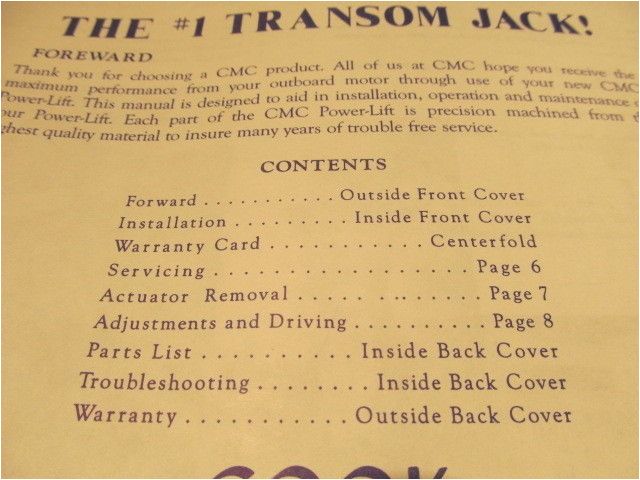 THE #1 TRANSOM JACK!
FOREWARD
Thank you for choosing a CMC product. All of us at CMC hope you receive the
maximum performance from your outboard motor through use of your new CMC
Power-Lift. This manual is designed to aid in installation, operation and maintenance
our Power-Lift. Each part of the CMC Power-Lift is precision machined from
ghest quality material to insure many years of trouble free service.
CONTENTS
Forward . . . . . . . . . . . Outside Front Cover
Installation . . . . . . . . . Inside Front Cover
Warranty Card . . . . . . . . . . . . Centerfold
Servicing . . . . . . . . . . . . . . . . . . Page 6
Actuator Removal . . . . . ... . . . . . Page 7
Adjustments and Driving . . . . . . . . . . Page 8
Parts List . . . . . . . . . . . Inside Back Cover
Troubleshooting . . . . . . . . Inside Back Cover
Warranty . . . . . . . . . . . Outside Back Cover